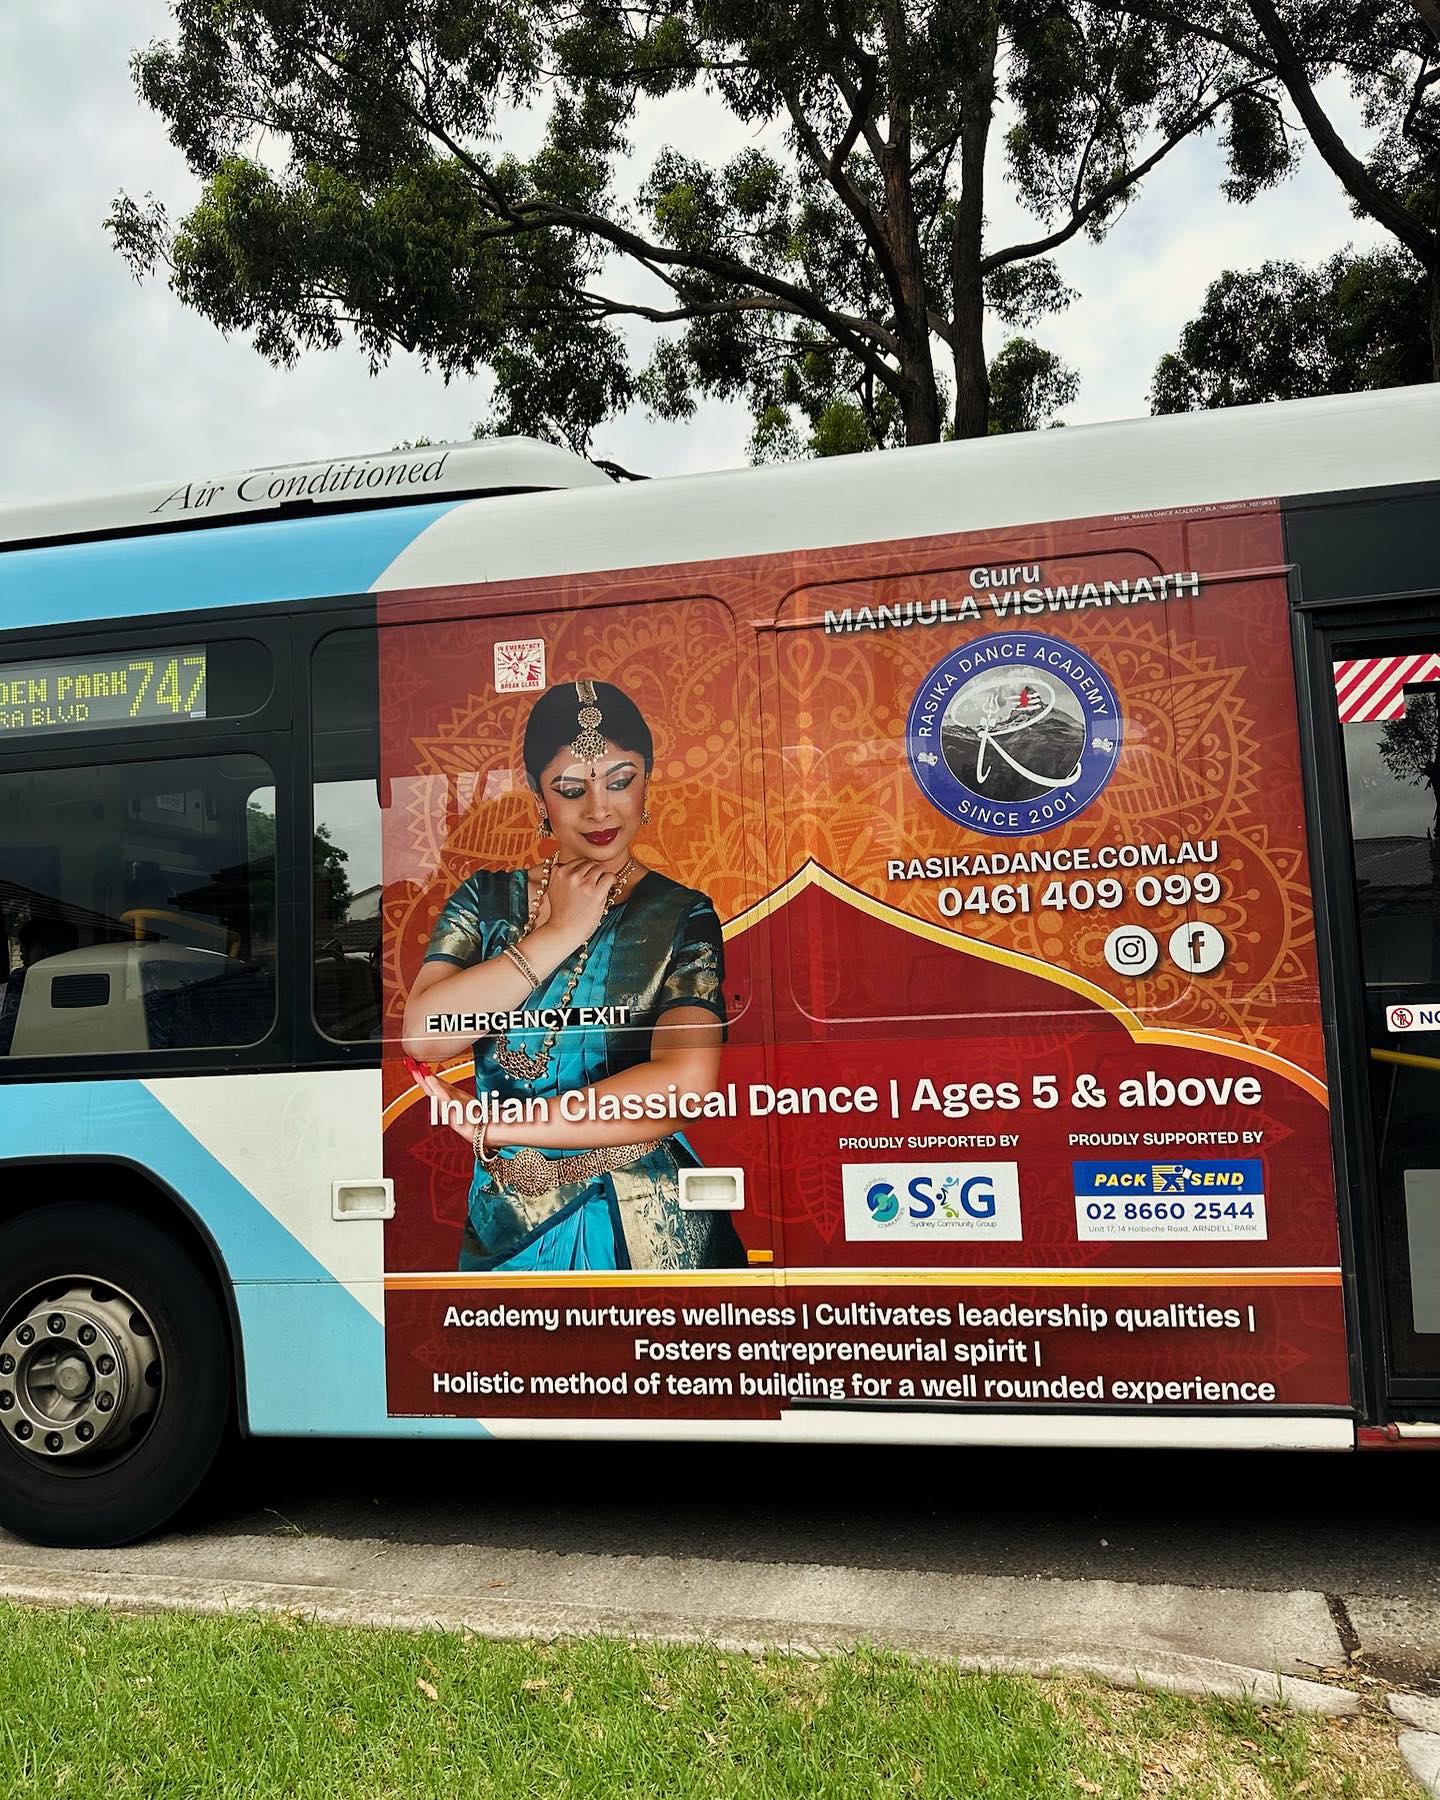 Air Conditioned
DEN PARK 747
RA BLVD
IN EMERGENCY
BREAK GLASS
Guru
MANJULA VISWANATH
RASIKA DANCE ACADEMY
R
SINCE 2001
RASIKADANCE.COM.AU
0461 409 099
f
EMERGENCY EXIT
Indian Classical Dance | Ages 5 & above
PROUDLY SUPPORTED BY
PROUDLY SUPPORTED BY
SCG
Sydney Community Group
PACK SEND
02 8660 2544
Unit 17, 14 Holbeche Road, ARNDELL PARK
Academy nurtures wellness | Cultivates leadership qualities |
Fosters entrepreneurial spirit |
Holistic method of team building for a well rounded experience
NO